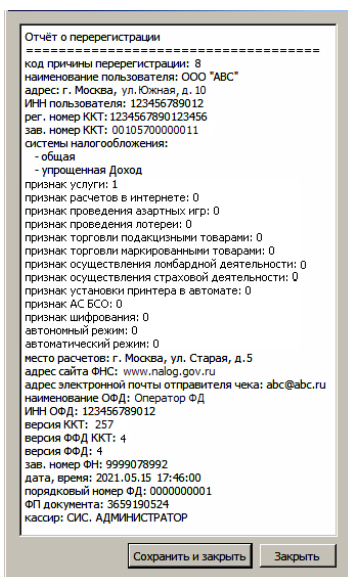 Отчёт о перерегистрации
========================================
код причины перерегистрации: 8
наименование пользователя: ООО "АВС"
адрес: г. Москва, ул.Южная, д.10
ИНН пользователя: 123456789012
рег. номер ККТ: 1234567890123456
зав. номер ККТ: 00105700000011
системы налогообложения:
- общая
- упрощенная Доход
признак услуги: 1
признак расчетов в интернете: 0
признак проведения азартных игр: 0
признак проведения лотереи: 0
признак торговли подакцизными товарами: 0
признак торговли маркированными товарами: 0
признак осуществления ломбардной деятельности: 0
признак осуществления страховой деятельности: 0
признак установки принтера в автомате: 0
признак АС БСО: 0
признак шифрования: 0
автономный режим: 0
автоматический режим: 0
место расчетов: г. Москва, ул. Старая, д.5
адрес сайта ФНС: www.nalog.gov.ru
адрес электронной почты отправителя чека: abc@abc.ru
наименование ОФД: Оператор ФД
ИНН ОФД: 123456789012
версия ККТ: 257
версия ФФД ККТ: 4
версия ФФД: 4
зав. номер ФН: 9999078992
дата, время: 2021.05.15 17:46:00
порядковый номер ФД: 0000000001
ФП документа: 3659190524
кассир: СИС. АДМИНИСТРАТОР
Сохранить и закрыть Закрыть